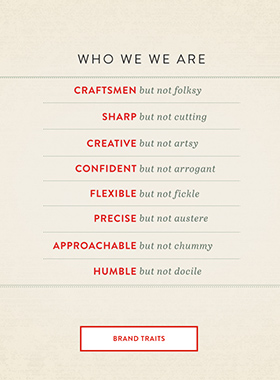 WHO WE WE ARE
CRAFTSMEN but not folksy
SHARP but not cutting
CREATIVE but not artsy
CONFIDENT but not arrogant
FLEXIBLE but not fickle
PRECISE but not austere
APPROACHABLE but not chummy
HUMBLE but not docile
BRAND TRAITS